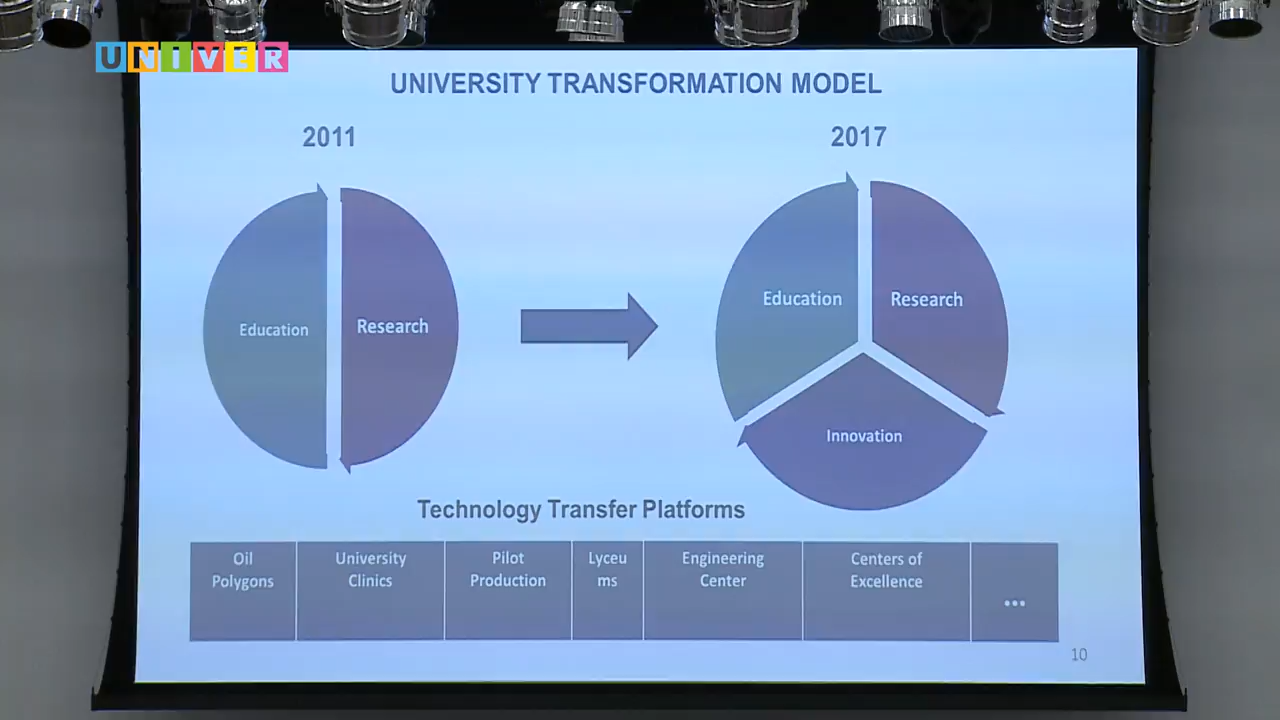 UNIVER
UNIVERSITY TRANSFORMATION MODEL
2011
2017
Education
Research
Education
Research
Innovation
Technology Transfer Platforms
Oil
Polygons
University
Clinics
Pilot
Production
Lyceu
ms
Engineering
Center
Centers of
Excellence
...
10